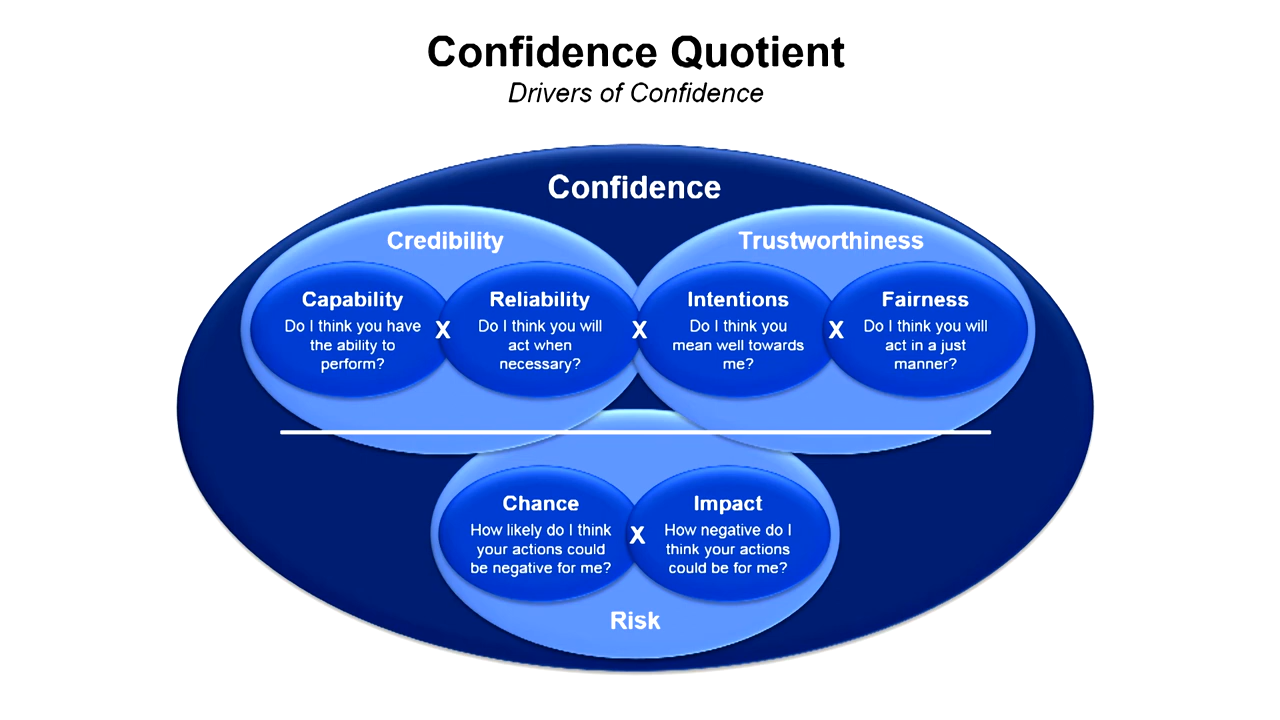 Confidence Quotient
Drivers of Confidence
Confidence
Credibility
Trustworthiness
Capability
Do I think you have
the ability to
perform?
X
Reliability
Do I think you will
act when
necessary?
X
Intentions
Do I think you
mean well towards
me?
X
Fairness
Do I think you will
act in a just
manner?
Chance
How likely do I think
your actions could
be negative for me?
X
Impact
How negative do I
think your actions
could be for me?
Risk